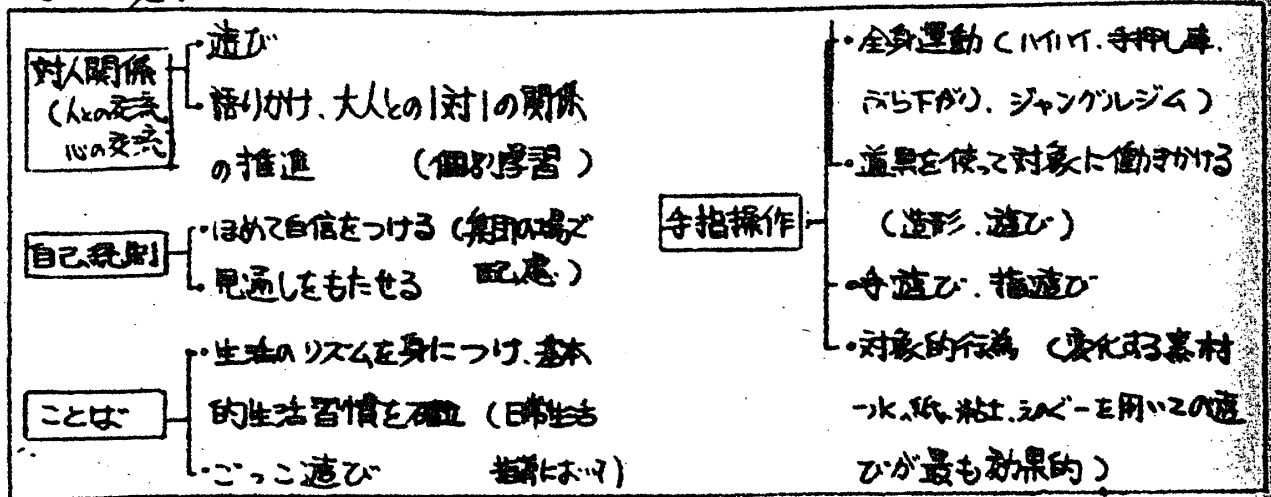 対人関係
(人との交流
心の交流)
・遊び
・語りかけ、大人との1対1の関係
の推進 (個別学習)
自己規制
・ほめて自信をつける (集団の場で
配慮)
・見通しをもたせる
ことば
・生活のリズムを身につけ、基本
的生活習慣を確立 (日常生活
指導において)
・ごっこ遊び
手指操作
・全身運動 (ハイハイ、手押し車、
ぶら下がり、ジャングルジム)
・道具を使って対象に働きかける
(造形、遊び)
・手遊び、指遊び
・対象的行為 (変化する素材
-水、紙、粘土、えのぐ-を用いての遊
びが最も効果的)